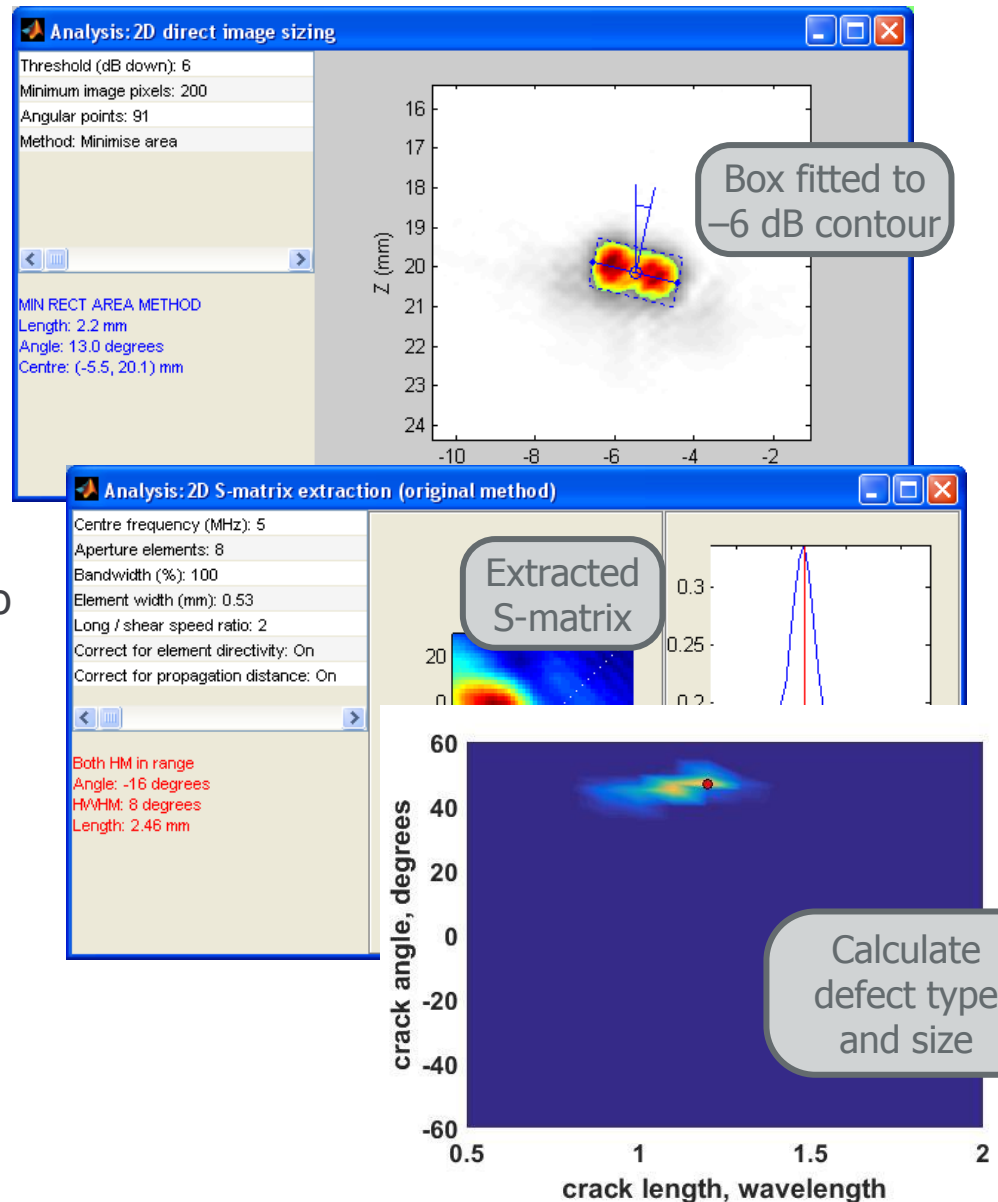 Analysis: 2D direct image sizing
Threshold (dB down): 6
Minimum image pixels: 200
Angular points: 91
Method: Minimise area
MIN RECT AREA METHOD
Length: 2.2 mm
Angle: 13.0 degrees
Centre: (-5.5, 20.1) mm
16
17
18
19
20
21
22
23
24
Z (mm)
-10 -8 -6 -4 -2
Box fitted to
–6 dB contour
Analysis: 2D S-matrix extraction (original method)
Centre frequency (MHz): 5
Aperture elements: 8
Bandwidth (%): 100
Element width (mm): 0.53
Long / shear speed ratio: 2
Correct for element directivity: On
Correct for propagation distance: On
Both HM in range
Angle: -16 degrees
HWHM: 8 degrees
Length: 2.46 mm
Extracted
S-matrix
20
0
0.3
0.25
0.2
60
40
20
0
-20
-40
-60
crack angle, degrees
0.5 1 1.5 2
crack length, wavelength
Calculate
defect type
and size